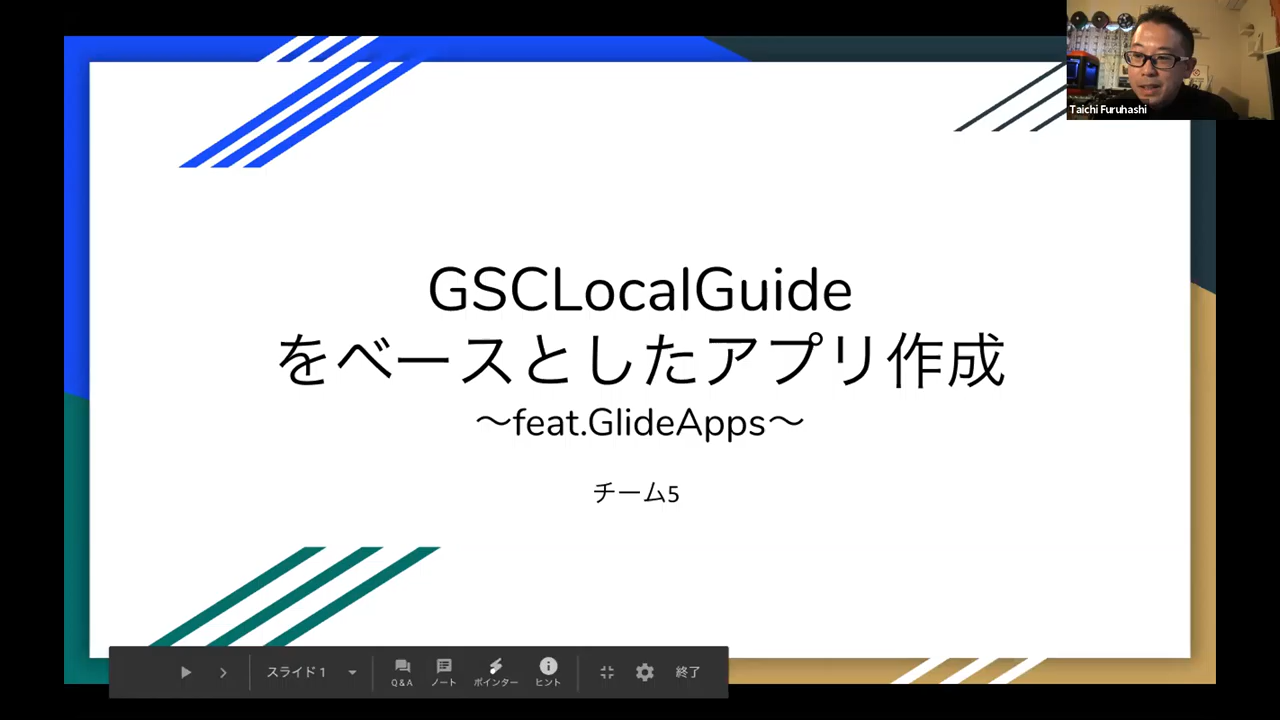 Taichi Furuhashi
GSCLocalGuide
をベースとしたアプリ作成
〜feat.GlideApps〜
チーム5
スライド 1
Q&A
ノート
ポインター
ヒント
終了